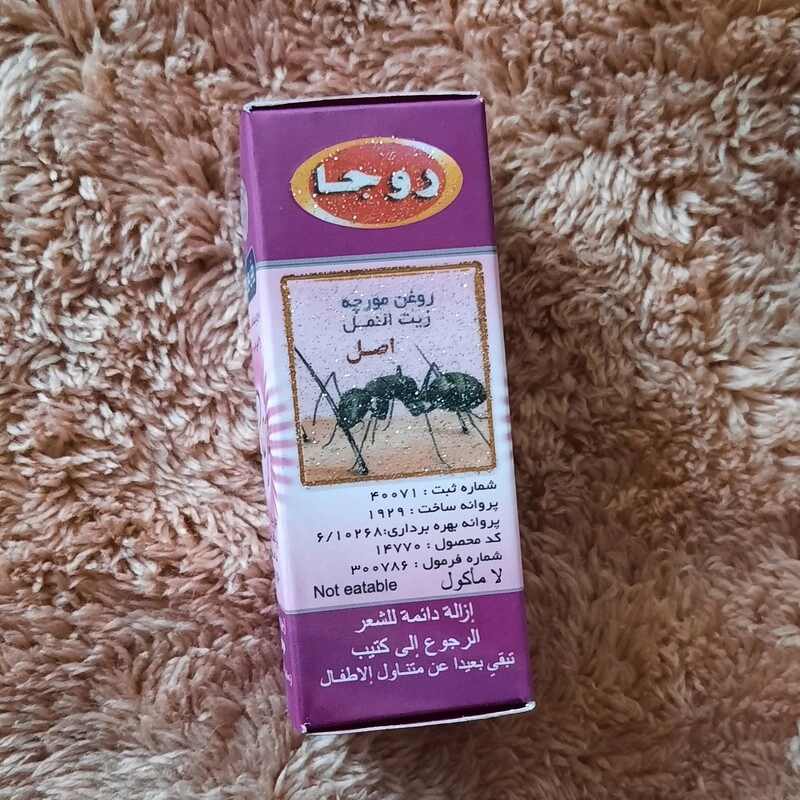 روجا
روغن مورچه
زيت النمل
اصل
شماره ثبت : ۴۰۰۷۱
پروانه ساخت : ۱۹۲۹
پروانه بهره برداری:۶/۱۰۲۶۸
کد محصول : ۱۴۷۷۰
شماره فرمول : ۳۰۰۷۸۶
لا مأكول Not eatable
إزالة دائمة للشعر
الرجوع إلى كتيب
تبقي بعيدا عن متناول الاطفال